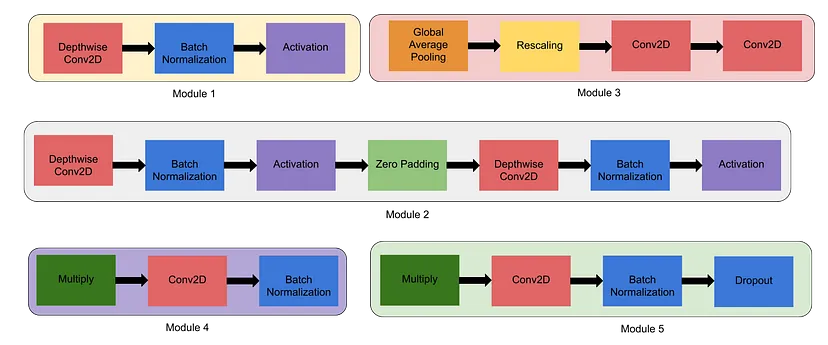 Depthwise
Conv2D
Batch
Normalization
Activation
Module 1
Global
Average
Pooling
Rescaling
Conv2D
Conv2D
Module 3
Depthwise
Conv2D
Batch
Normalization
Activation
Zero Padding
Depthwise
Conv2D
Batch
Normalization
Activation
Module 2
Multiply
Conv2D
Batch
Normalization
Module 4
Multiply
Conv2D
Batch
Normalization
Dropout
Module 5